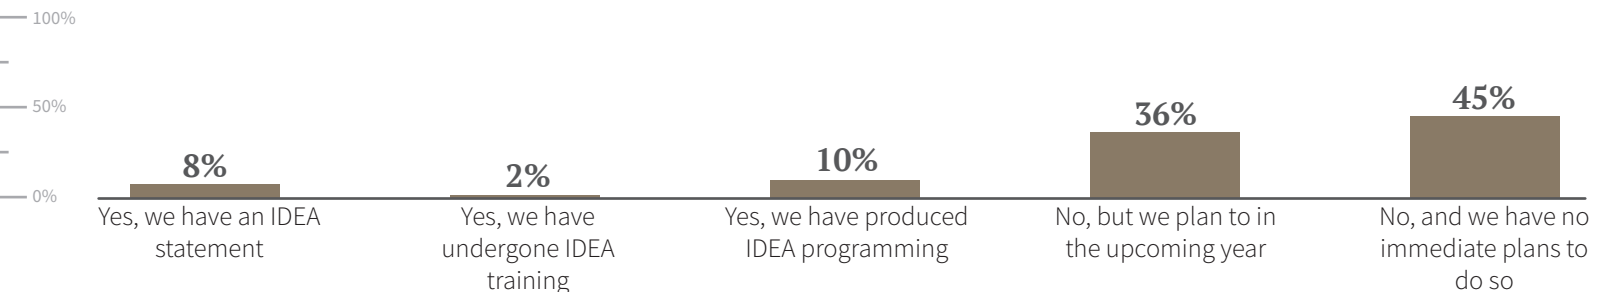 100%
50%
0%
8%
2%
10%
36%
45%
Yes, we have an IDEA
statement
Yes, we have
undergone IDEA
training
Yes, we have produced
IDEA programming
No, but we plan to in
the upcoming year
No, and we have no
immediate plans to
do so